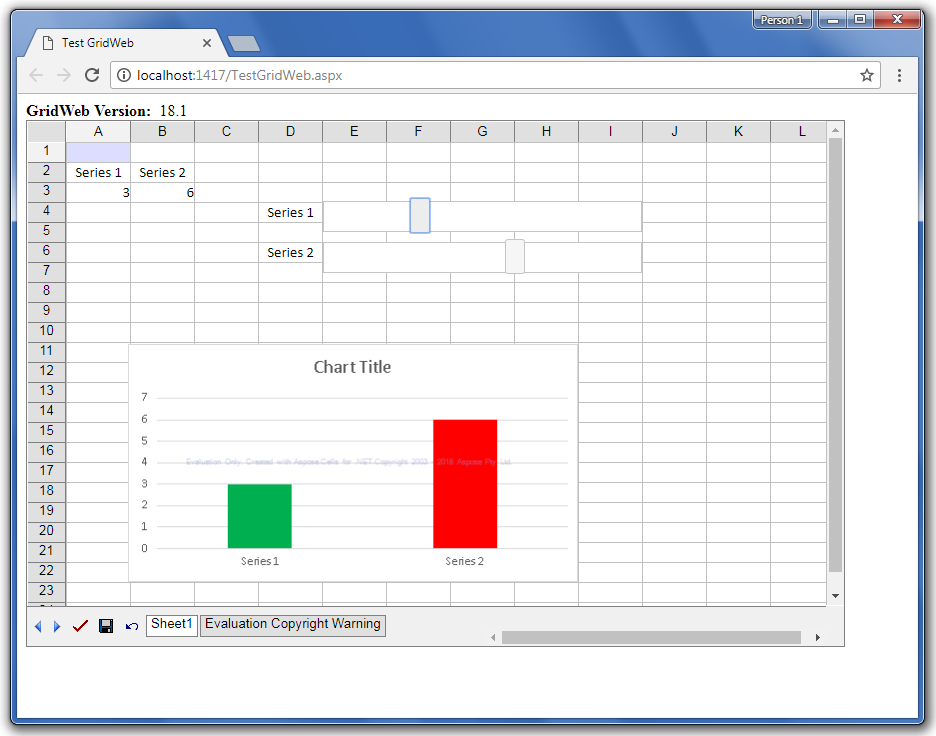 Person 1
Test GridWeb
localhost:1417/TestGridWeb.aspx
GridWeb Version: 18.1
A B C D E F G H I J K L
1
2 Series 1 Series 2
3 3 6
4 Series 1
5
6 Series 2
7
8
9
10
11
12 Chart Title
13 7
14 6
15 5
16 4 Evaluation Only. Created with Aspose.Cells for .NET.Copyright 2003 - 2018 Aspose Pty Ltd.
17 3
18 2
19 1
20 0
21 Series 1 Series 2
22
23
Sheet1 Evaluation Copyright Warning